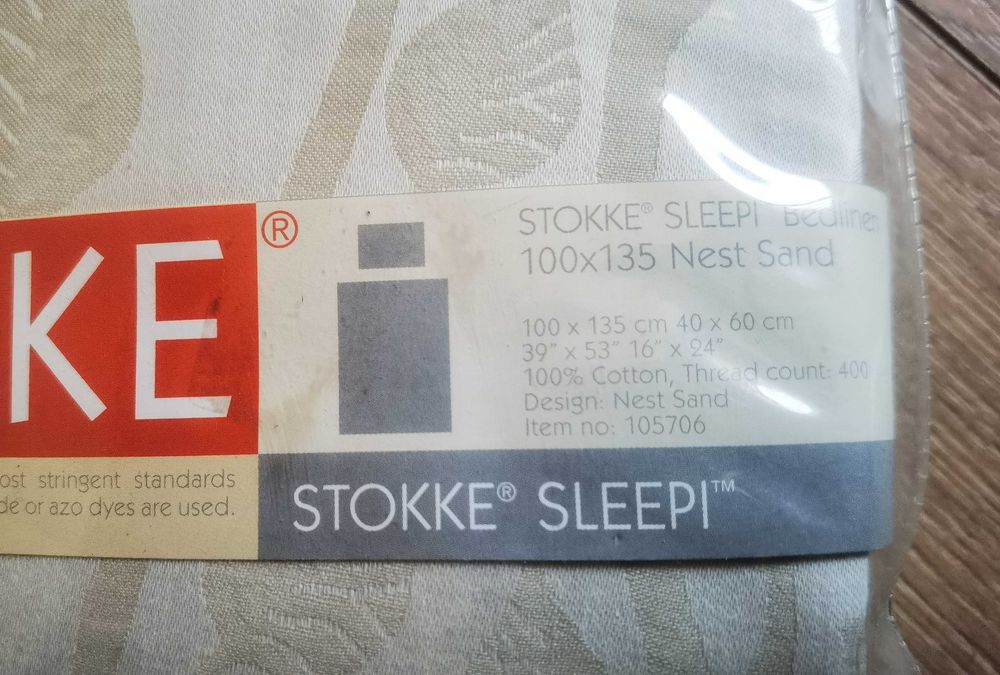 KE®
STOKKE® SLEEPI™ Bedlinen
100x135 Nest Sand
100 x 135 cm 40 x 60 cm
39" x 53" 16" x 24"
100% Cotton, Thread count: 400
Design: Nest Sand
Item no: 105706
ost stringent standards
de or azo dyes are used.
STOKKE® SLEEPI™